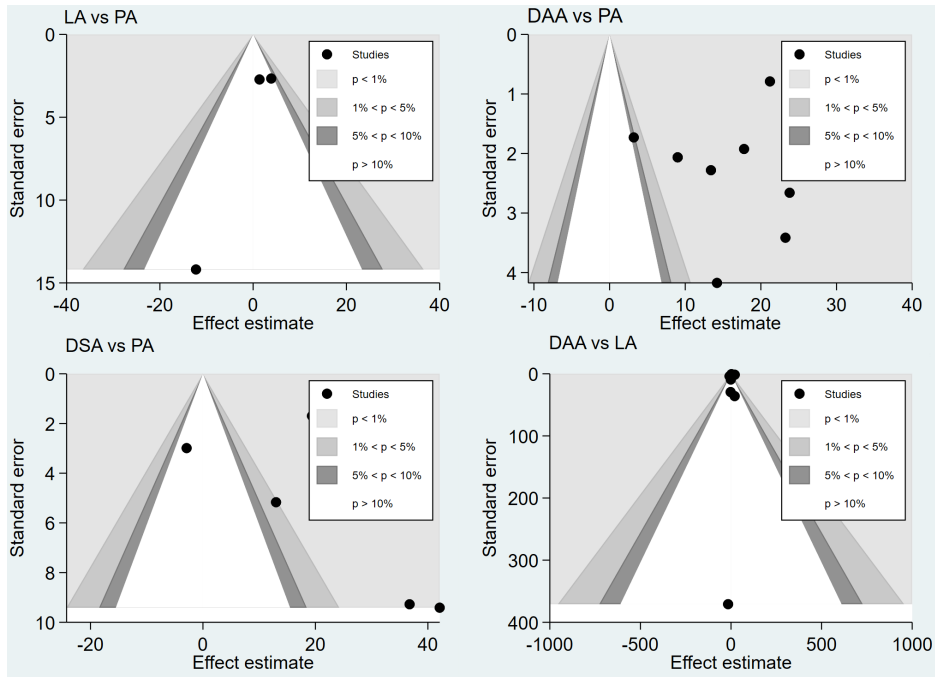 LA vs PA
0
5
10
15
Standard error
-40
-20
0
20
40
Effect estimate
Studies
p < 1%
1% < p < 5%
5% < p < 10%
p > 10%
DAA vs PA
0
1
2
3
4
Standard error
-10
0
10
20
30
40
Effect estimate
Studies
p < 1%
1% < p < 5%
5% < p < 10%
p > 10%
DSA vs PA
0
2
4
6
8
10
Standard error
-20
0
20
40
Effect estimate
Studies
p < 1%
1% < p < 5%
5% < p < 10%
p > 10%
DAA vs LA
0
100
200
300
400
Standard error
-1000
-500
0
500
1000
Effect estimate
Studies
p < 1%
1% < p < 5%
5% < p < 10%
p > 10%